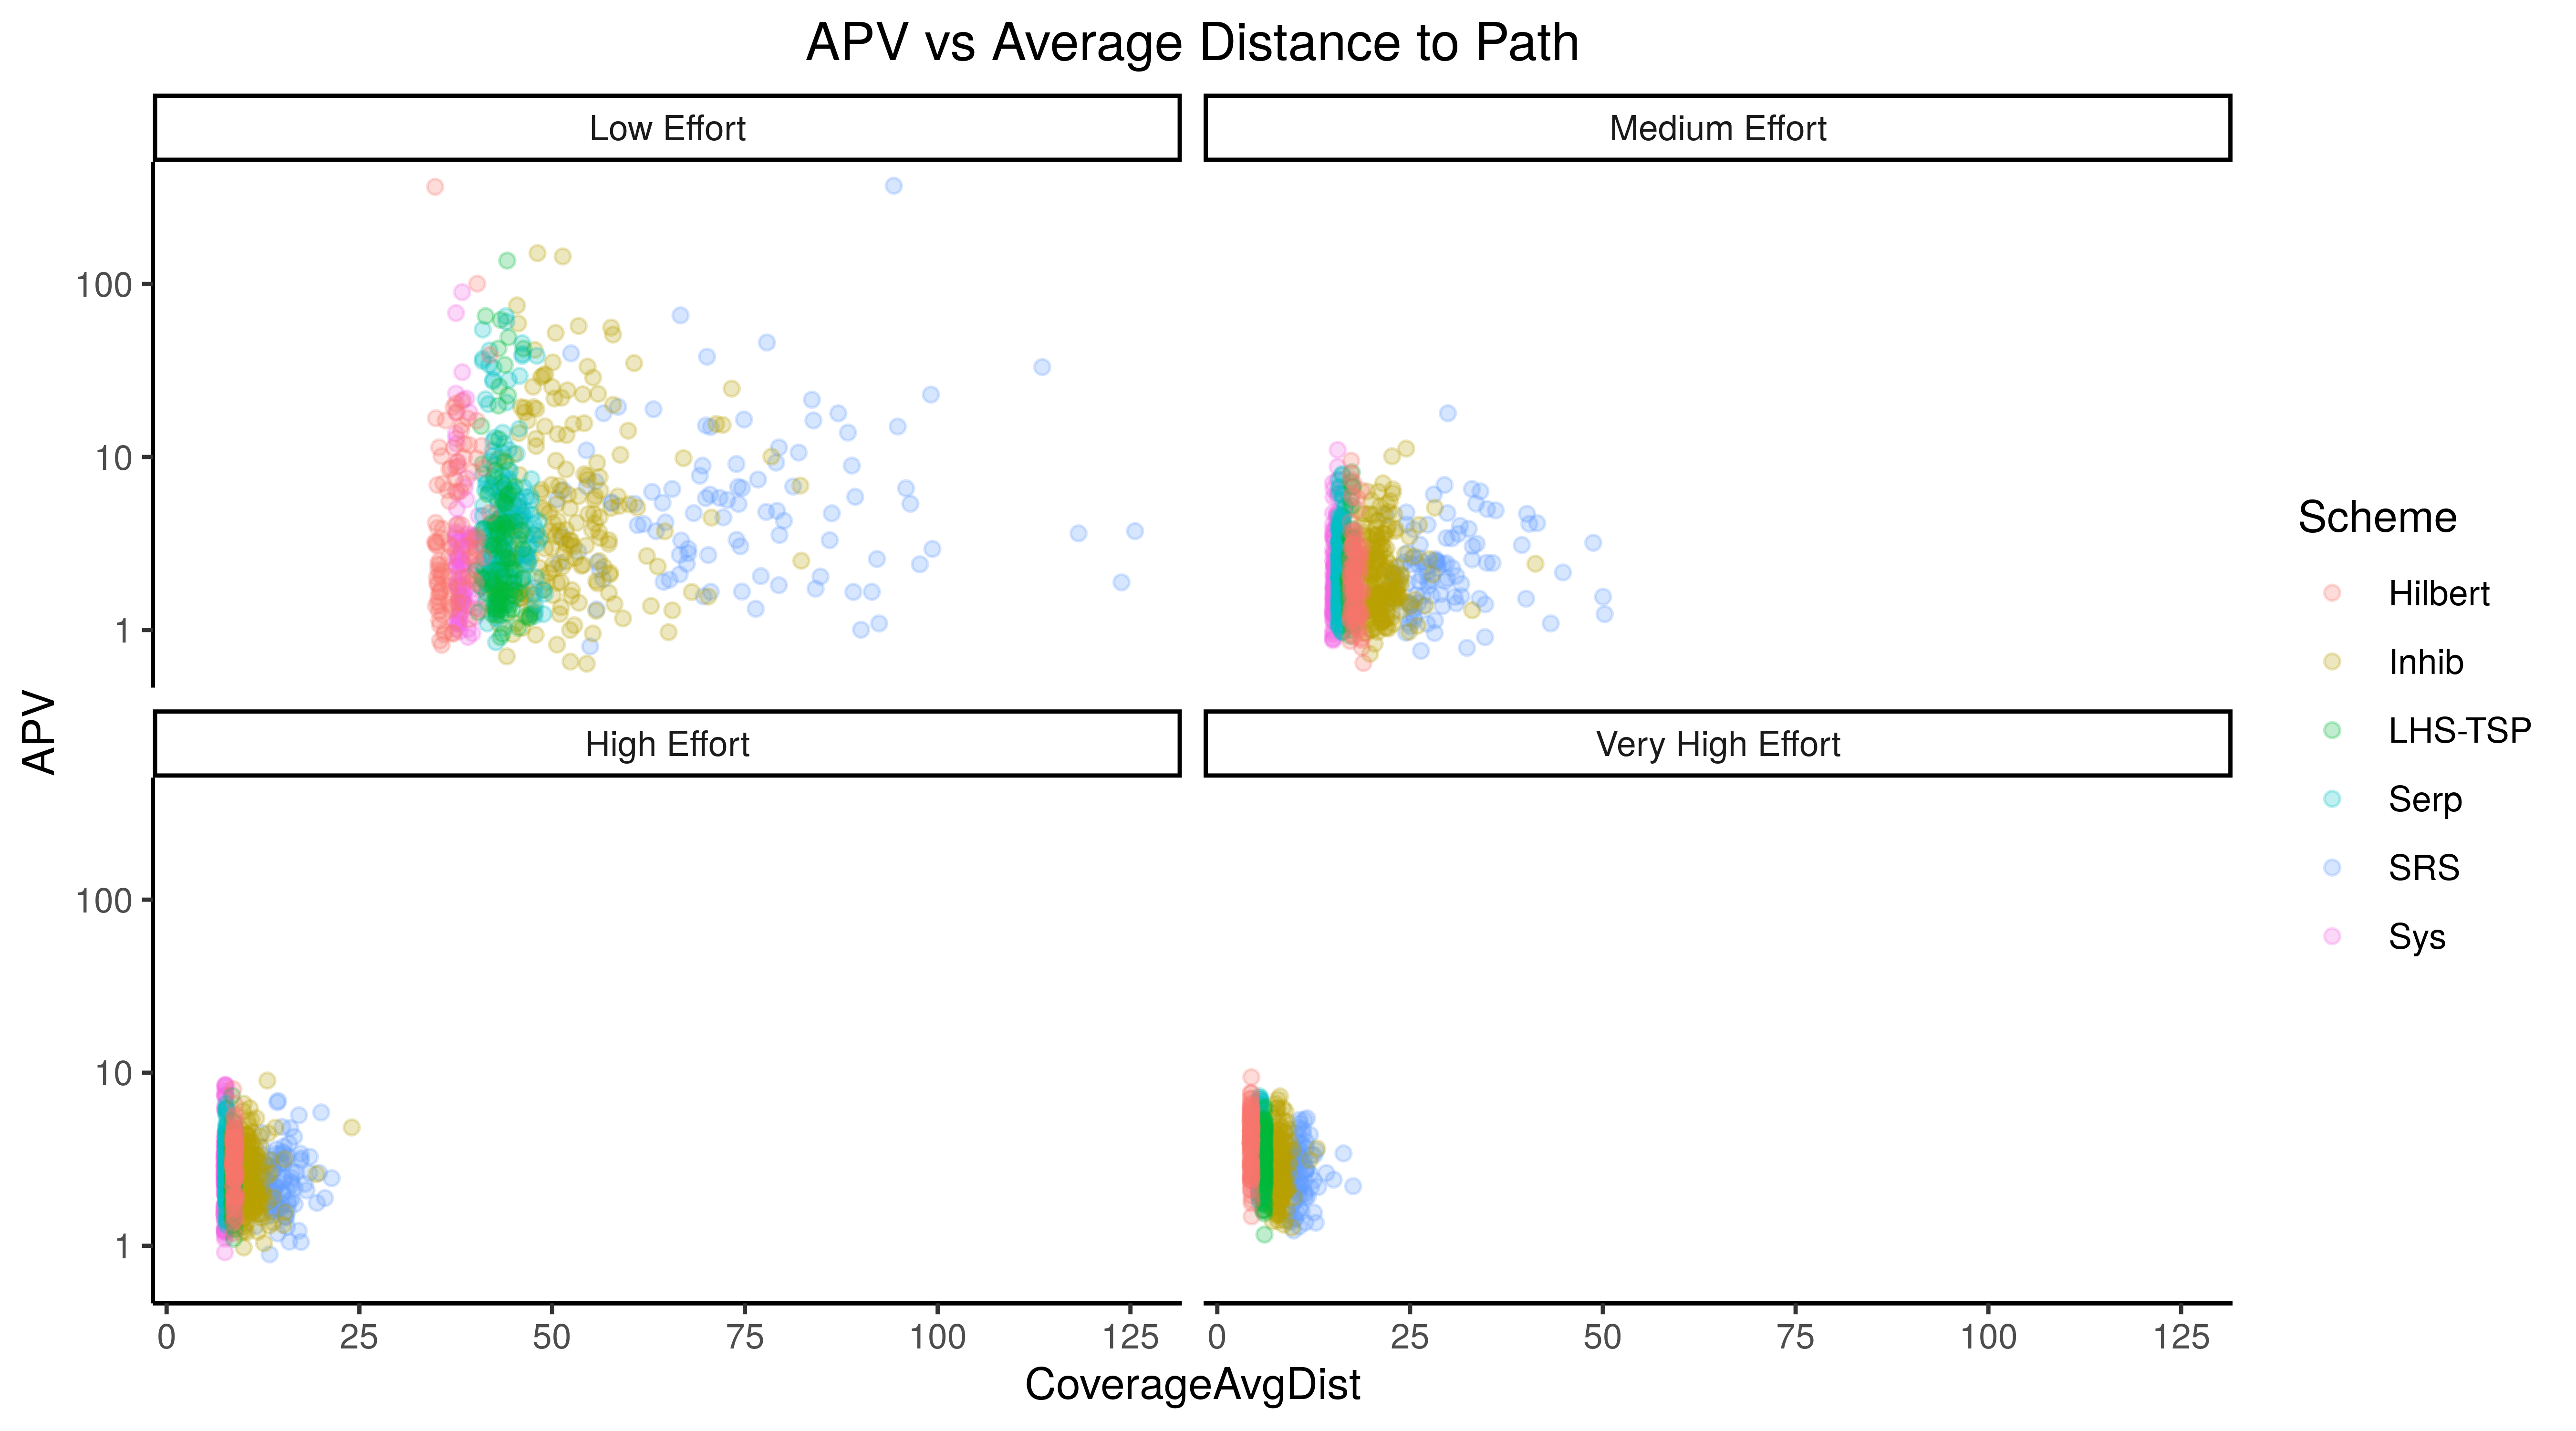 APV vs Average Distance to Path
Low Effort
Medium Effort
100
10
1
High Effort
Very High Effort
100
10
1
0 25 50 75 100 125
0 25 50 75 100 125
CoverageAvgDist
APV
Scheme
Hilbert
Inhib
LHS-TSP
Serp
SRS
Sys